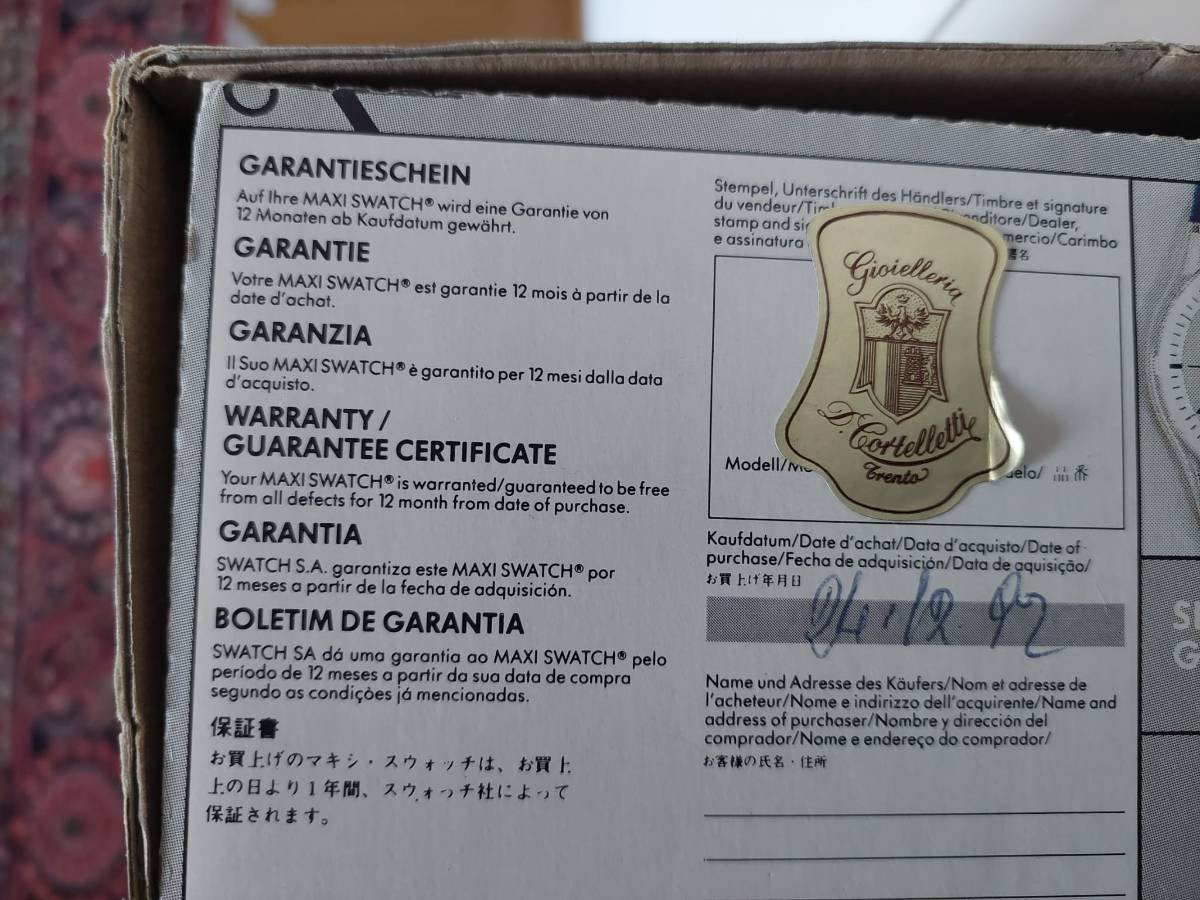 GARANTIESCHEIN
Auf Ihre MAXI SWATCH® wird eine Garantie von
12 Monaten ab Kaufdatum gewährt.
GARANTIE
Votre MAXI SWATCH® est garantie 12 mois à partir de la
date d'achat.
GARANZIA
Il Suo MAXI SWATCH® è garantito per 12 mesi dalla data
d'acquisto.
WARRANTY /
GUARANTEE CERTIFICATE
Your MAXI SWATCH® is warranted/guaranteed to be free
from all defects for 12 month from date of purchase.
GARANTIA
SWATCH S.A. garantiza este MAXI SWATCH® por
12 meses a partir de la fecha de adquisición.
BOLETIM DE GARANTIA
SWATCH SA dá uma garantia ao MAXI SWATCH® pelo
período de 12 meses a partir da sua data de compra
segundo as condições já mencionadas.
保証書
お買上げのマキシ・スウォッチは、お買上
上の日より1年間、スウォッチ社によって
保証されます。
Stempel, Unterschrift des Händlers/Timbre et signature
du vendeur/ /Dealer,
stamp and /Carimbo
e assinatura 署名
Gioielleria
D. Cortelletti
Trento
Modell/ 品番
Kaufdatum/Date d'achat/Data d'acquisto/Date of
purchase/Fecha de adquisición/Data de aquisição/
お買上げ年月日
24.12 92
Name und Adresse des Käufers/Nom et adresse de
l'acheteur/Nome e indirizzo dell'acquirente/Name and
address of purchaser/Nombre y dirección del
comprador/Nome e endereço do comprador/
お客様の氏名・住所